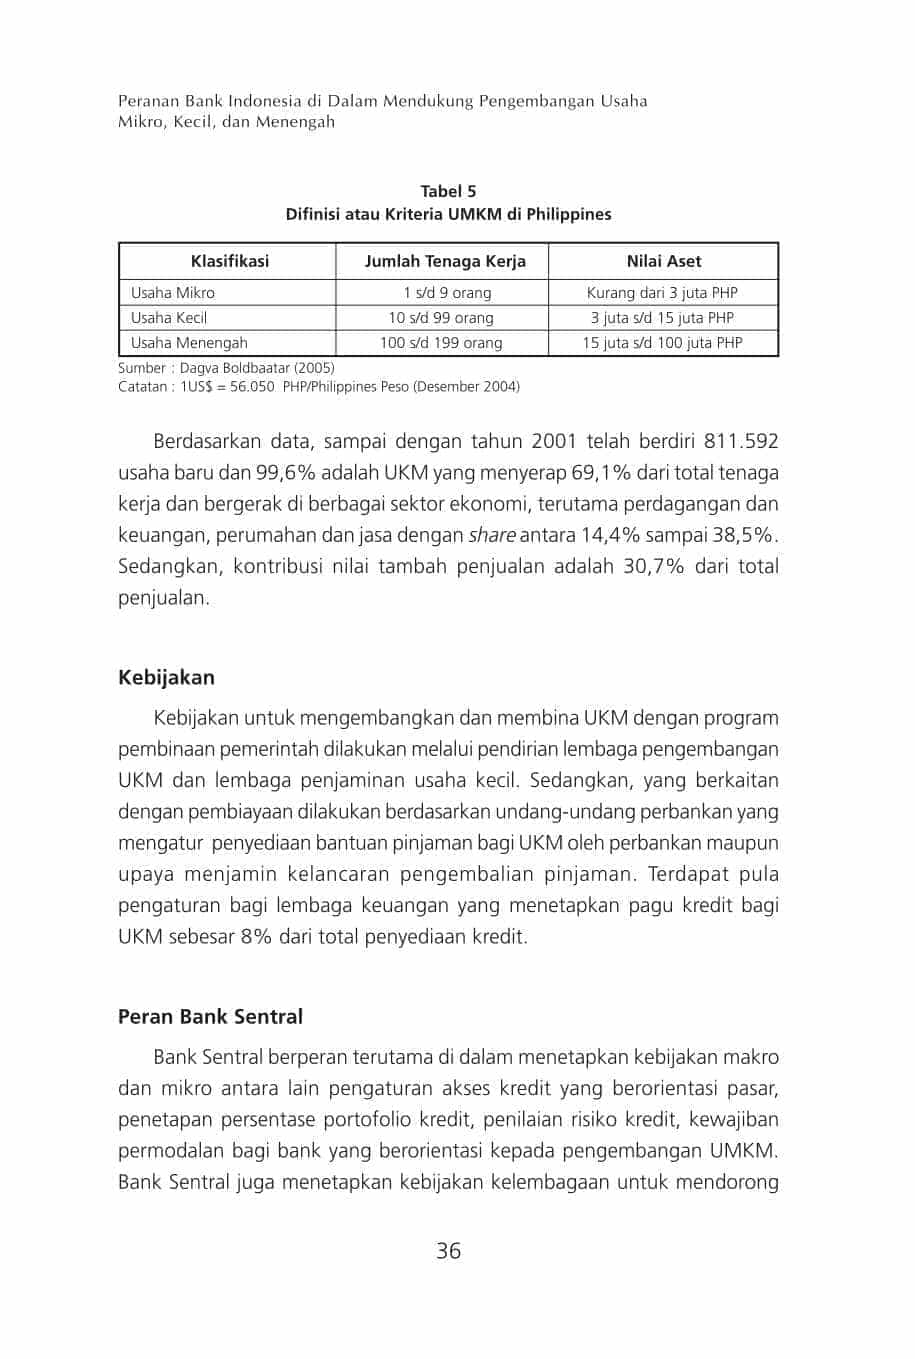 Peranan Bank Indonesia di Dalam Mendukung Pengembangan Usaha
Mikro, Kecil, dan Menengah
Tabel 5
Difinisi atau Kriteria UMKM di Philippines
Klasifikasi Jumlah Tenaga Kerja Nilai Aset
Usaha Mikro 1 s/d 9 orang Kurang dari 3 juta PHP
Usaha Kecil 10 s/d 99 orang 3 juta s/d 15 juta PHP
Usaha Menengah 100 s/d 199 orang 15 juta s/d 100 juta PHP
Sumber : Dagva Boldbaatar (2005)
Catatan : 1US$ = 56.050 PHP/Philippines Peso (Desember 2004)
Berdasarkan data, sampai dengan tahun 2001 telah berdiri 811.592
usaha baru dan 99,6% adalah UKM yang menyerap 69,1% dari total tenaga
kerja dan bergerak di berbagai sektor ekonomi, terutama perdagangan dan
keuangan, perumahan dan jasa dengan share antara 14,4% sampai 38,5%.
Sedangkan, kontribusi nilai tambah penjualan adalah 30,7% dari total
penjualan.
Kebijakan
Kebijakan untuk mengembangkan dan membina UKM dengan program
pembinaan pemerintah dilakukan melalui pendirian lembaga pengembangan
UKM dan lembaga penjaminan usaha kecil. Sedangkan, yang berkaitan
dengan pembiayaan dilakukan berdasarkan undang-undang perbankan yang
mengatur penyediaan bantuan pinjaman bagi UKM oleh perbankan maupun
upaya menjamin kelancaran pengembalian pinjaman. Terdapat pula
pengaturan bagi lembaga keuangan yang menetapkan pagu kredit bagi
UKM sebesar 8% dari total penyediaan kredit.
Peran Bank Sentral
Bank Sentral berperan terutama di dalam menetapkan kebijakan makro
dan mikro antara lain pengaturan akses kredit yang berorientasi pasar,
penetapan persentase portofolio kredit, penilaian risiko kredit, kewajiban
permodalan bagi bank yang berorientasi kepada pengembangan UMKM.
Bank Sentral juga menetapkan kebijakan kelembagaan untuk mendorong
36